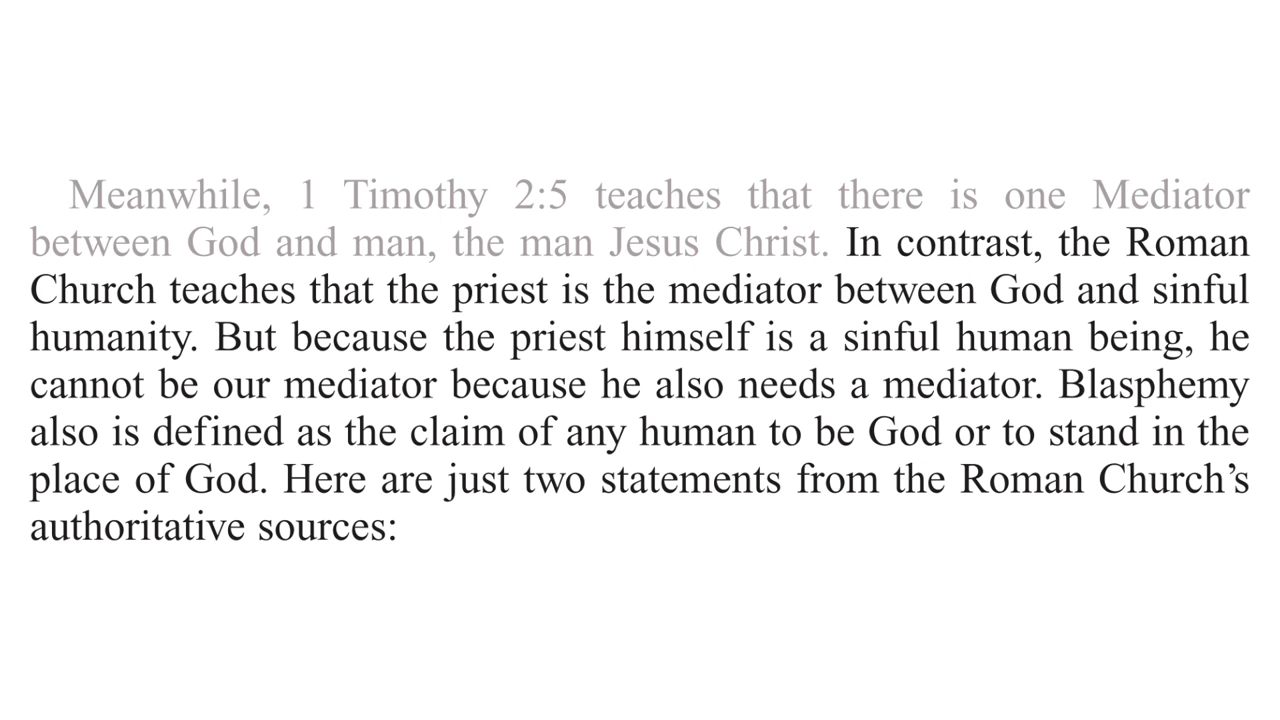 Meanwhile, 1 Timothy 2:5 teaches that there is one Mediator
between God and man, the man Jesus Christ. In contrast, the Roman
Church teaches that the priest is the mediator between God and sinful
humanity. But because the priest himself is a sinful human being, he
cannot be our mediator because he also needs a mediator. Blasphemy
also is defined as the claim of any human to be God or to stand in the
place of God. Here are just two statements from the Roman Church’s
authoritative sources: